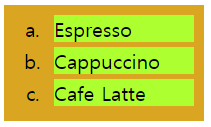 a. Espresso
b. Cappuccino
c. Cafe Latte